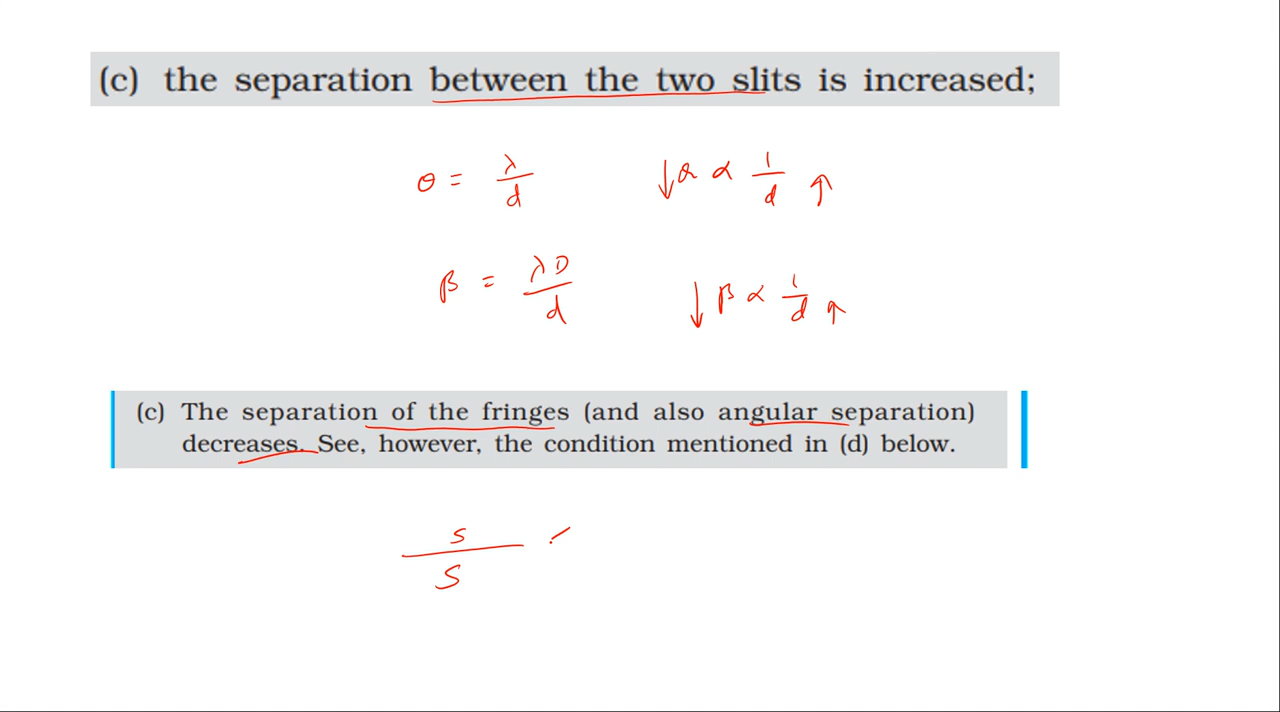 (c) the separation between the two slits is increased;
θ = λ/d ↓α ∝ 1/d ↑
β = λD/d ↓β ∝ 1/d ↑
(c) The separation of the fringes (and also angular separation)
decreases. See, however, the condition mentioned in (d) below.
s/S